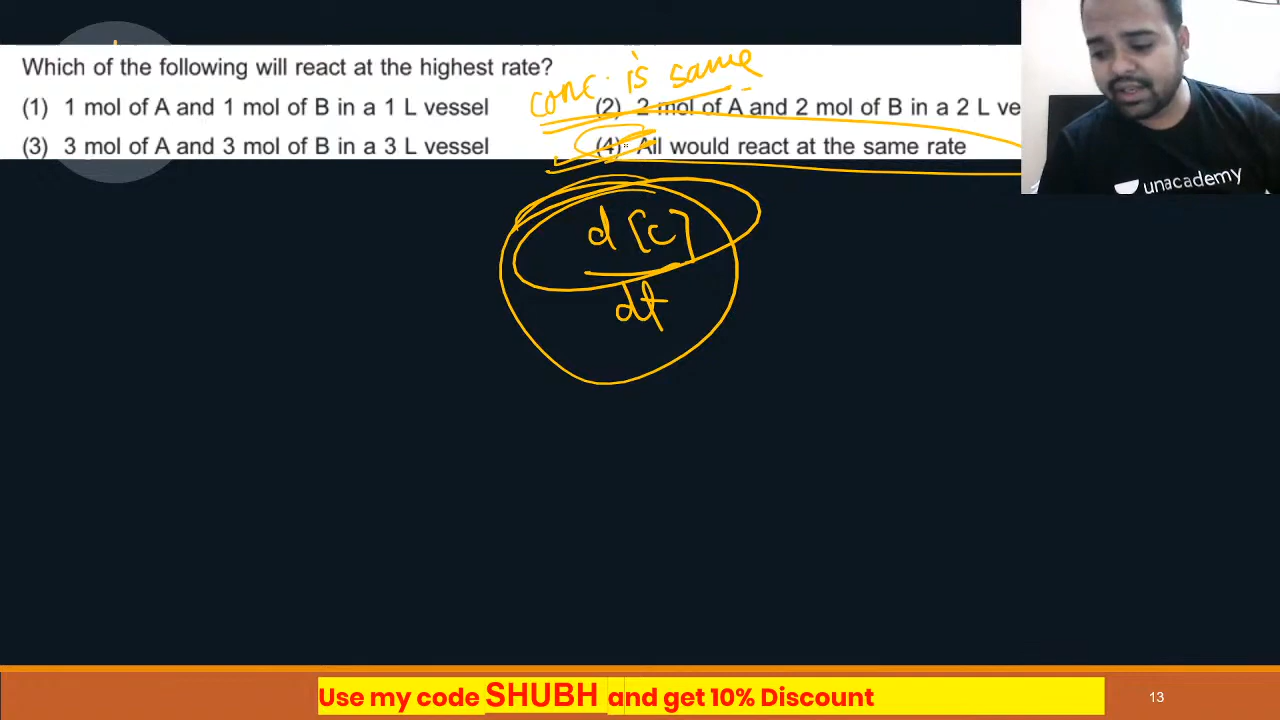 Which of the following will react at the highest rate?
conc. is same
(1) 1 mol of A and 1 mol of B in a 1 L vessel
(2) 2 mol of A and 2 mol of B in a 2 L ve
(3) 3 mol of A and 3 mol of B in a 3 L vessel
(4) All would react at the same rate
unacademy
d[c]
dt
Use my code SHUBH and get 10% Discount
13